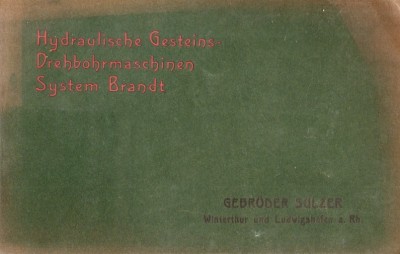 Hydraulische Gesteins-
Drehbohrmaschinen
System Brandt
GEBRÜDER SULZER
Winterthur und Ludwigshafen a. Rh.